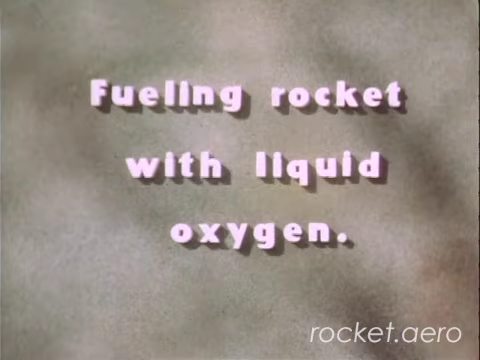 Fueling rocket
with liquid
oxygen.
rocket.aero